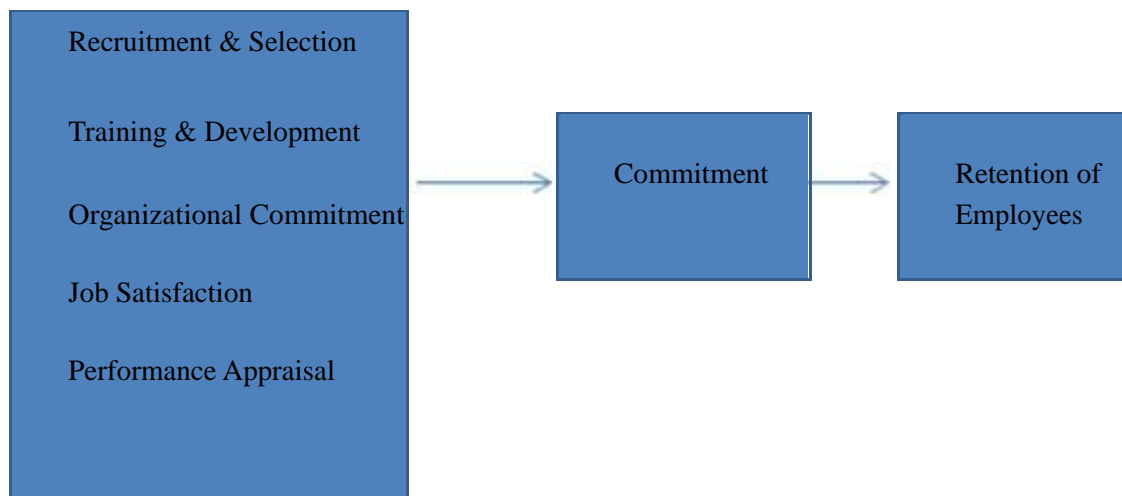 Recruitment & Selection
Training & Development
Organizational Commitment
Job Satisfaction
Performance Appraisal
Commitment
Retention of
Employees